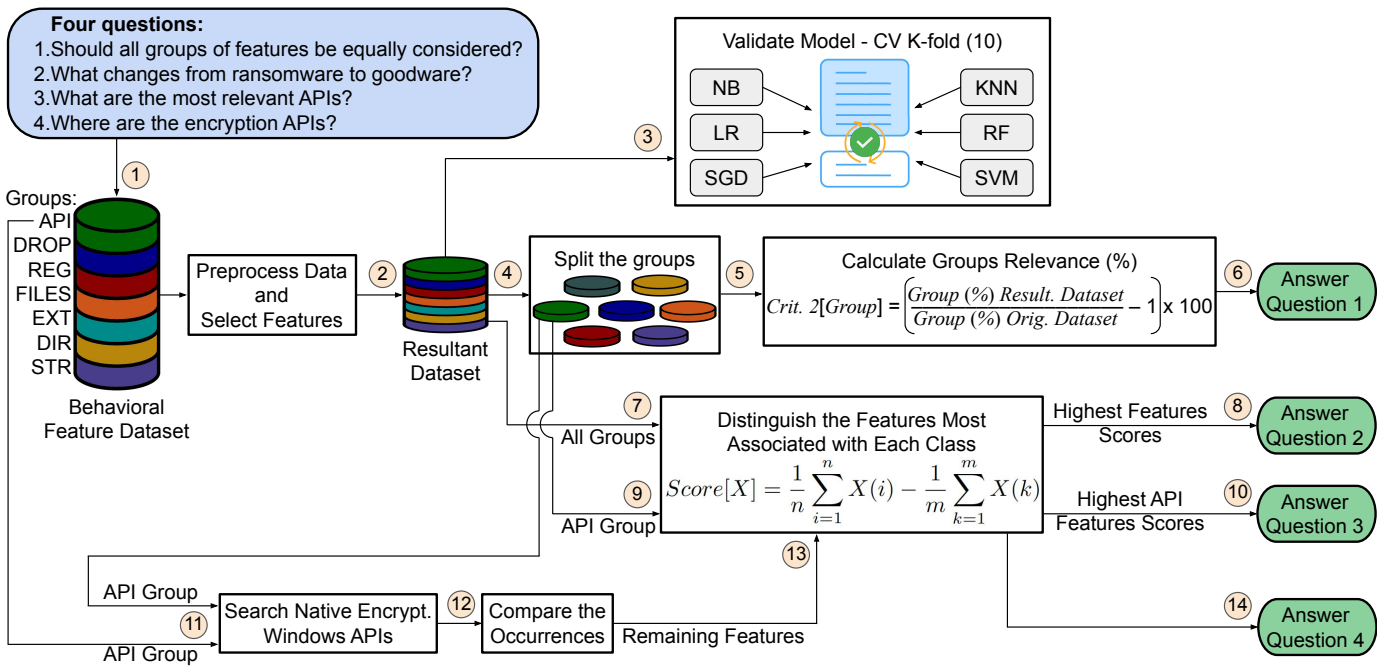 Four questions:
1.Should all groups of features be equally considered?
2.What changes from ransomware to goodware?
3.What are the most relevant APIs?
4.Where are the encryption APIs?
1
Groups:
API
DROP
REG
FILES
EXT
DIR
STR
Behavioral
Feature Dataset
Preprocess Data
and
Select Features
2
Resultant
Dataset
3
Validate Model - CV K-fold (10)
NB
LR
SGD
KNN
RF
SVM
4
Split the groups
5
Calculate Groups Relevance (%)
Crit. 2[Group] = (Group (%) Result. Dataset / Group (%) Orig. Dataset - 1) x 100
6
Answer
Question 1
7
All Groups
Distinguish the Features Most
Associated with Each Class
Score[X] = \frac{1}{n} \sum_{i=1}^{n} X(i) - \frac{1}{m} \sum_{k=1}^{m} X(k)
Highest Features
Scores
8
Answer
Question 2
9
API Group
Highest API
Features Scores
10
Answer
Question 3
API Group
11
API Group
Search Native Encrypt.
Windows APIs
12
Compare the
Occurrences
Remaining Features
13
14
Answer
Question 4